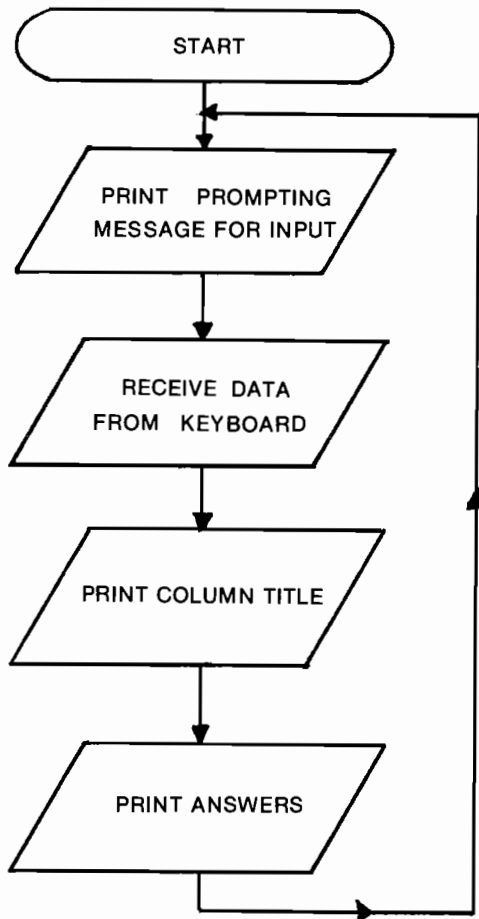 START
PRINT PROMPTING
MESSAGE FOR INPUT
RECEIVE DATA
FROM KEYBOARD
PRINT COLUMN TITLE
PRINT ANSWERS